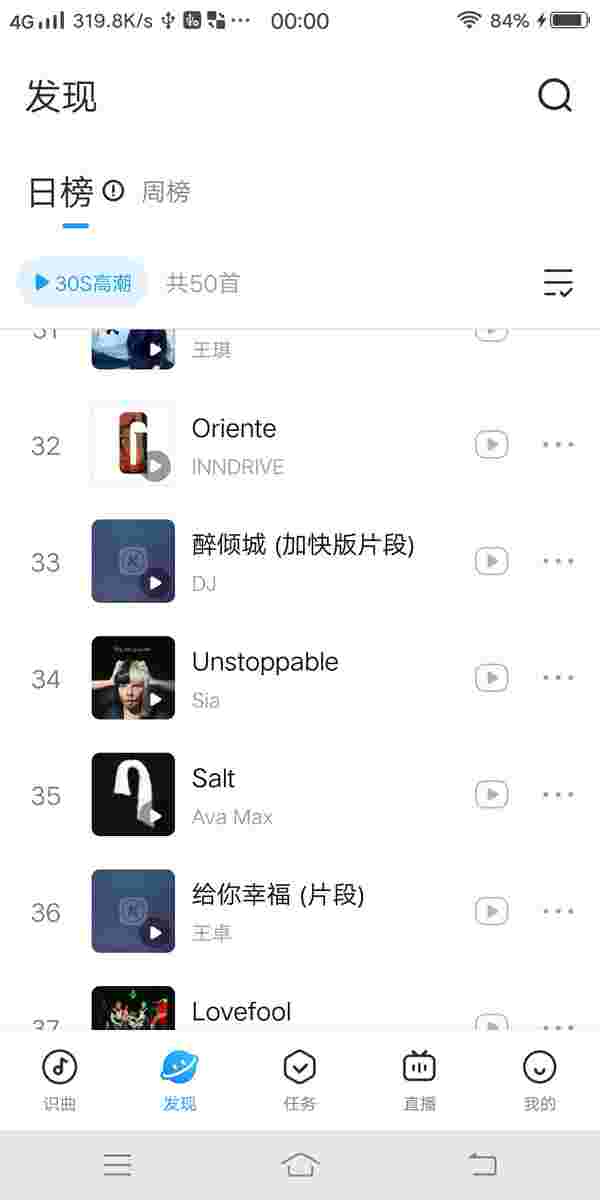 4G 319.8K/s 00:00 84%
发现
日榜 周榜
30S高潮 共50首
王琪
32 Oriente
INNDRIVE
33 醉倾城 (加快版片段)
DJ
34 Unstoppable
Sia
35 Salt
Ava Max
36 给你幸福 (片段)
王卓
37 Lovefool
识曲 发现 任务 直播 我的